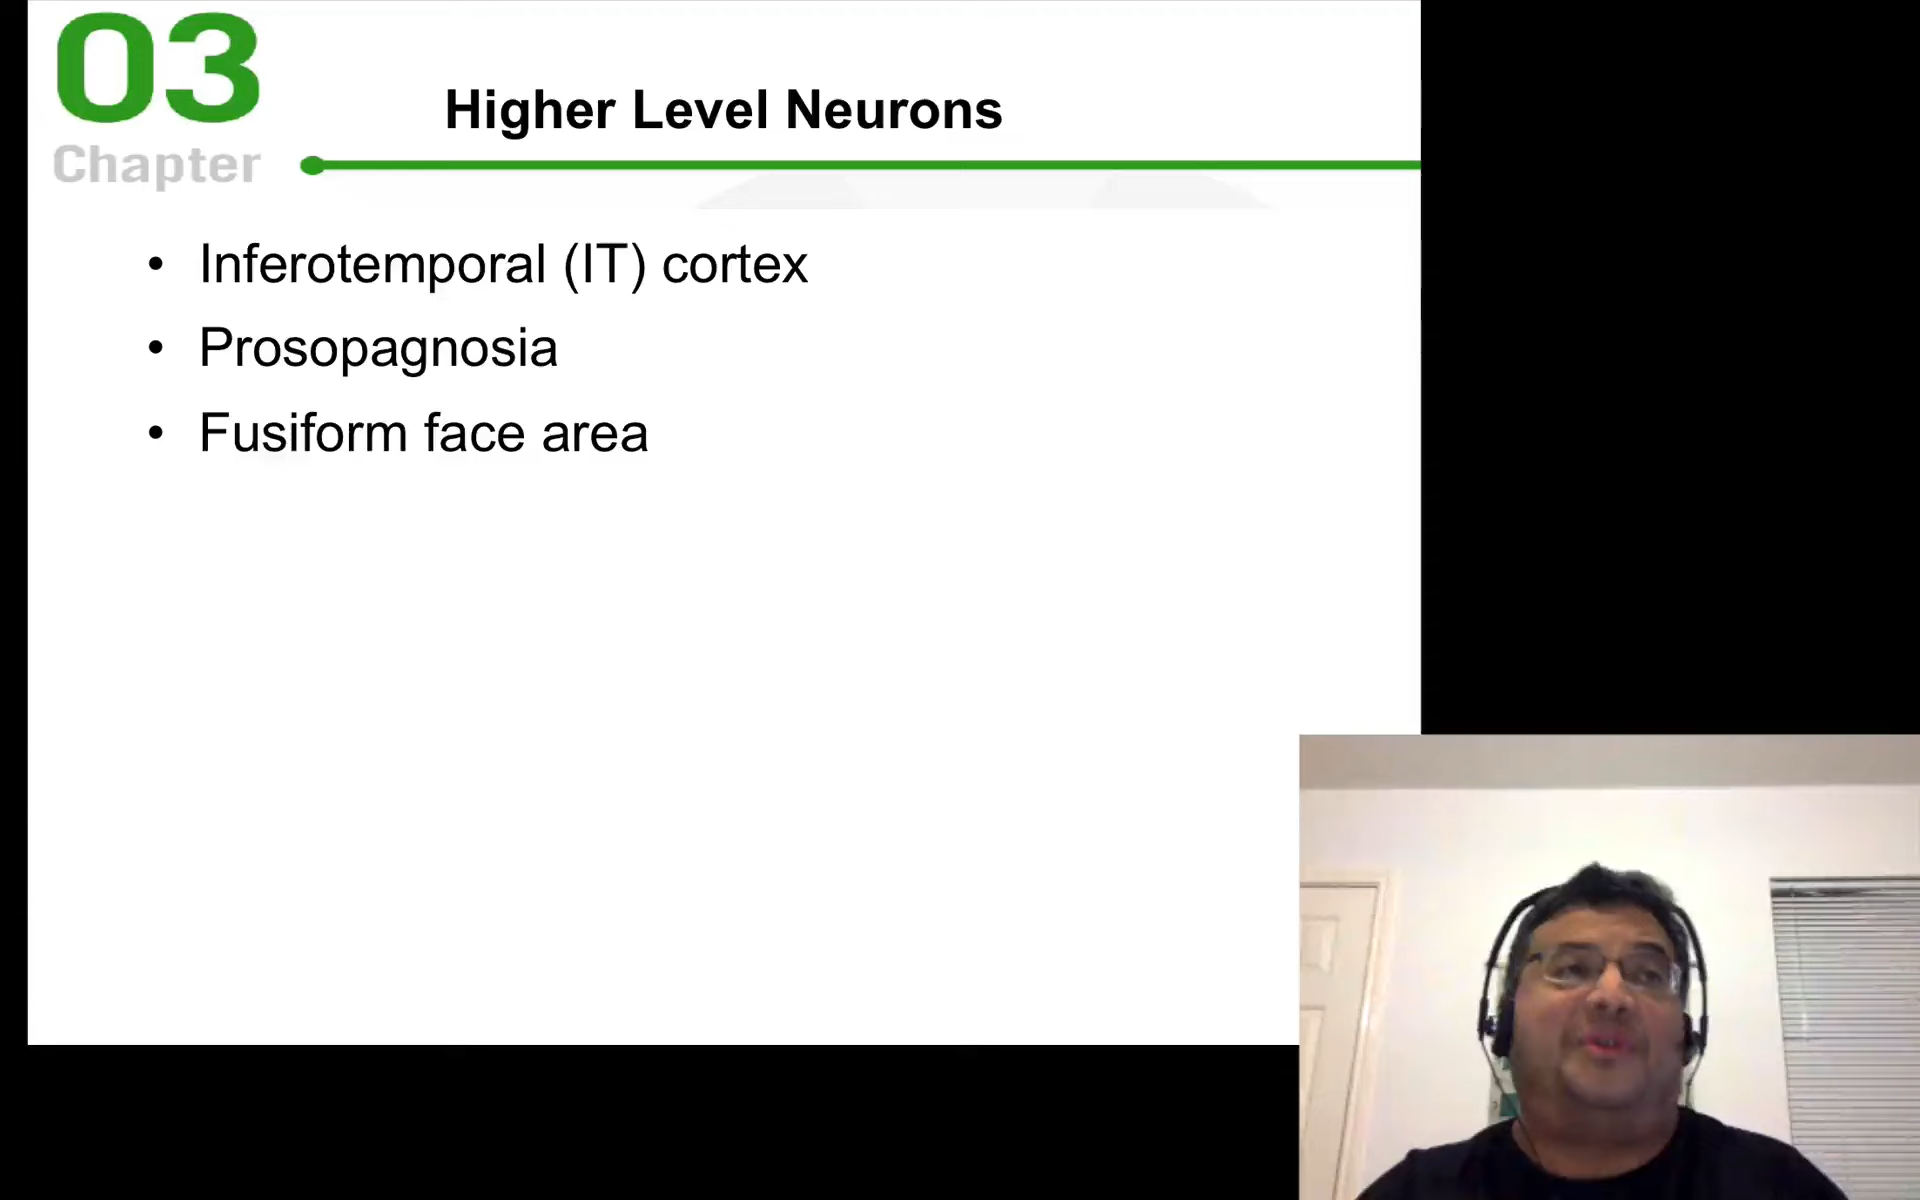 03
Chapter
Higher Level Neurons
• Inferotemporal (IT) cortex
• Prosopagnosia
• Fusiform face area